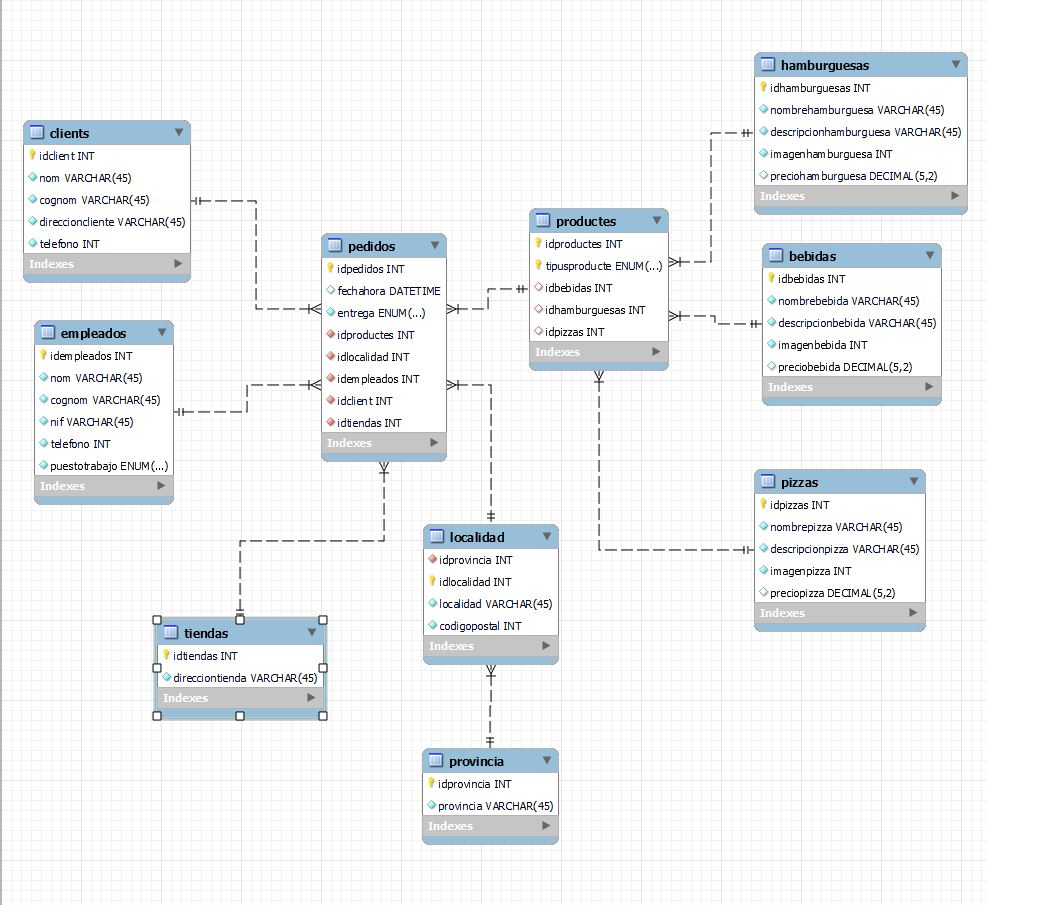 clients
idclient INT
nom VARCHAR(45)
cognom VARCHAR(45)
direccioncliente VARCHAR(45)
telefono INT
Indexes
empleados
idempleados INT
nom VARCHAR(45)
cognom VARCHAR(45)
nif VARCHAR(45)
telefono INT
puestotrabajo ENUM(...)
Indexes
pedidos
idpedidos INT
fechahora DATETIME
entrega ENUM(...)
idproductes INT
idlocalidad INT
idempleados INT
idclient INT
idtiendas INT
Indexes
tiendas
idtiendas INT
direcciontienda VARCHAR(45)
Indexes
localidad
idprovincia INT
idlocalidad INT
localidad VARCHAR(45)
codigopostal INT
Indexes
provincia
idprovincia INT
provincia VARCHAR(45)
Indexes
productes
idproductes INT
tipusproducte ENUM(...)
idbebidas INT
idhamburguesas INT
idpizzas INT
Indexes
hamburguesas
idhamburguesas INT
nombrehamburguesa VARCHAR(45)
descripcionhamburguesa VARCHAR(45)
imagenhamburguesa INT
preciohamburguesa DECIMAL(5,2)
Indexes
bebidas
idbebidas INT
nombrebebida VARCHAR(45)
descripcionbebida VARCHAR(45)
imagenbebida INT
preciobebida DECIMAL(5,2)
Indexes
pizzas
idpizzas INT
nombrepizza VARCHAR(45)
descripcionpizza VARCHAR(45)
imagenpizza INT
preciopizza DECIMAL(5,2)
Indexes